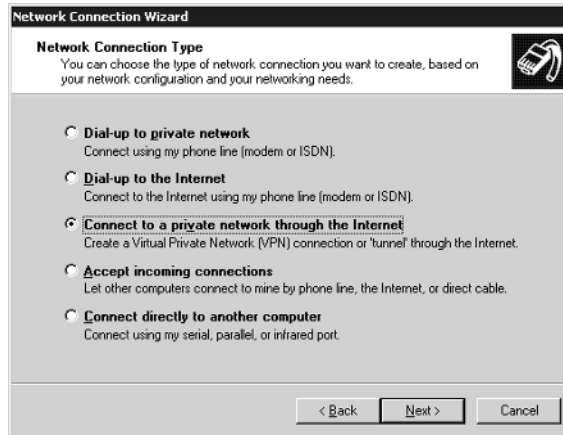 Network Connection Wizard
Network Connection Type
You can choose the type of network connection you want to create, based on
your network configuration and your networking needs.
Dial-up to private network
Connect using my phone line (modem or ISDN).
Dial-up to the Internet
Connect to the Internet using my phone line (modem or ISDN).
Connect to a private network through the Internet
Create a Virtual Private Network (VPN) connection or 'tunnel' through the Internet.
Accept incoming connections
Let other computers connect to mine by phone line, the Internet, or direct cable.
Connect directly to another computer
Connect using my serial, parallel, or infrared port.
< Back Next > Cancel